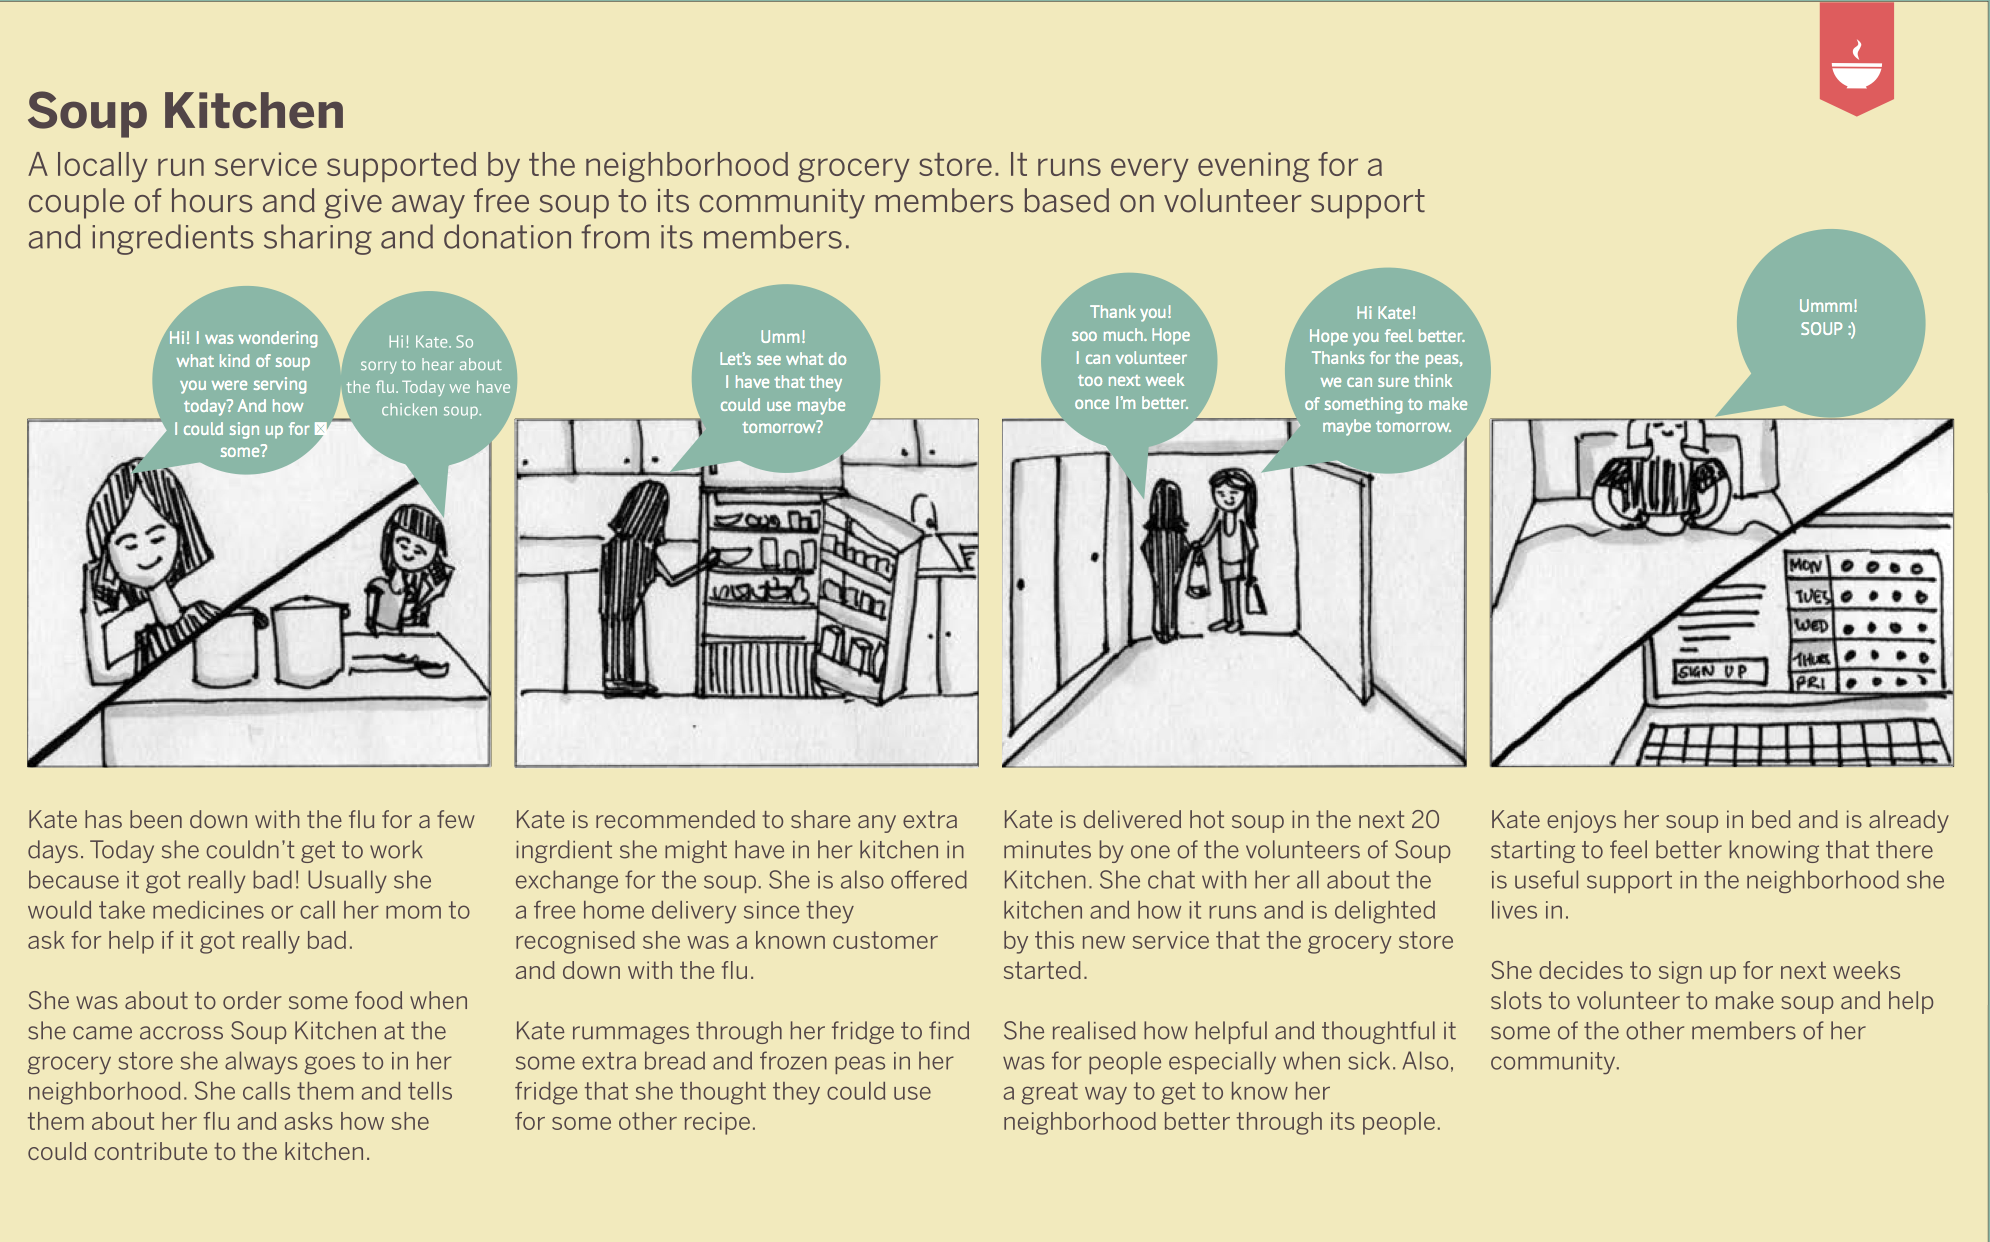 Soup Kitchen
A locally run service supported by the neighborhood grocery store. It runs every evening for a
couple of hours and give away free soup to its community members based on volunteer support
and ingredients sharing and donation from its members.
Hi! I was wondering
what kind of soup
you were serving
today? And how
I could sign up for
some?
Hi! Kate. So
sorry to hear about
the flu. Today we have
chicken soup.
Umm!
Let's see what do
I have that they
could use maybe
tomorrow?
Thank you!
soo much. Hope
I can volunteer
too next week
once I'm better.
Hi Kate!
Hope you feel better.
Thanks for the peas,
we can sure think
of something to make
maybe tomorrow.
Ummm!
SOUP :)
MON
TUES
WED
THURS
FRI
SIGN UP
Kate has been down with the flu for a few
days. Today she couldn't get to work
because it got really bad! Usually she
would take medicines or call her mom to
ask for help if it got really bad.
She was about to order some food when
she came accross Soup Kitchen at the
grocery store she always goes to in her
neighborhood. She calls them and tells
them about her flu and asks how she
could contribute to the kitchen.
Kate is recommended to share any extra
ingrdient she might have in her kitchen in
exchange for the soup. She is also offered
a free home delivery since they
recognised she was a known customer
and down with the flu.
Kate rummages through her fridge to find
some extra bread and frozen peas in her
fridge that she thought they could use
for some other recipe.
Kate is delivered hot soup in the next 20
minutes by one of the volunteers of Soup
Kitchen. She chat with her all about the
kitchen and how it runs and is delighted
by this new service that the grocery store
started.
She realised how helpful and thoughtful it
was for people especially when sick. Also,
a great way to get to know her
neighborhood better through its people.
Kate enjoys her soup in bed and is already
starting to feel better knowing that there
is useful support in the neighborhood she
lives in.
She decides to sign up for next weeks
slots to volunteer to make soup and help
some of the other members of her
community.